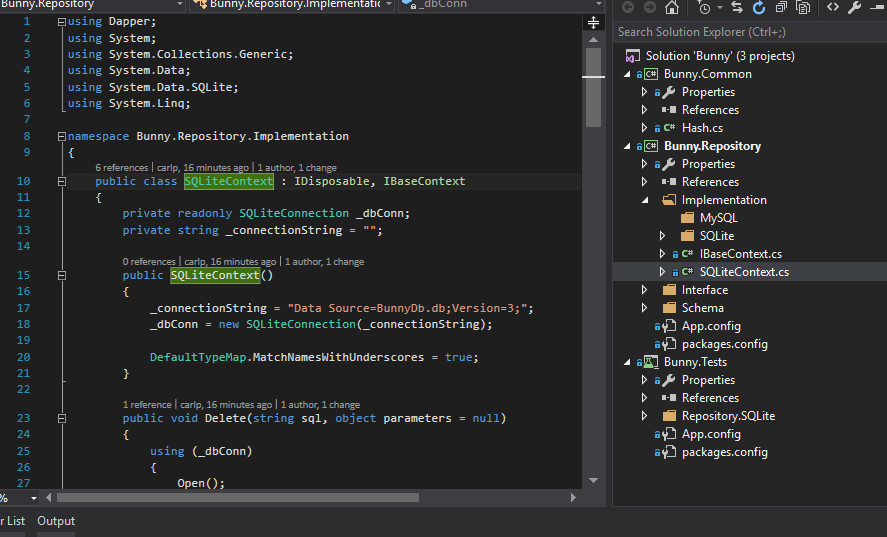 Bunny.Repository
Bunny.Repository.Implementatio
_dbConn
1 using Dapper;
2 using System;
3 using System.Collections.Generic;
4 using System.Data;
5 using System.Data.SQLite;
6 using System.Linq;
7
8 namespace Bunny.Repository.Implementation
9 {
6 references | carlp, 16 minutes ago | 1 author, 1 change
10 public class SQLiteContext : IDisposable, IBaseContext
11 {
12 private readonly SQLiteConnection _dbConn;
13 private string _connectionString = "";
14
0 references | carlp, 16 minutes ago | 1 author, 1 change
15 public SQLiteContext()
16 {
17 _connectionString = "Data Source=BunnyDb.db;Version=3;";
18 _dbConn = new SQLiteConnection(_connectionString);
19
20 DefaultTypeMap.MatchNamesWithUnderscores = true;
21 }
22
1 reference | carlp, 16 minutes ago | 1 author, 1 change
23 public void Delete(string sql, object parameters = null)
24 {
25 using (_dbConn)
26 {
27 Open();
%
r List Output
Search Solution Explorer (Ctrl+;)
Solution 'Bunny' (3 projects)
C# Bunny.Common
Properties
References
C# Hash.cs
C# Bunny.Repository
Properties
References
Implementation
MySQL
SQLite
C# IBaseContext.cs
C# SQLiteContext.cs
Interface
Schema
App.config
packages.config
Bunny.Tests
Properties
References
Repository.SQLite
App.config
packages.config